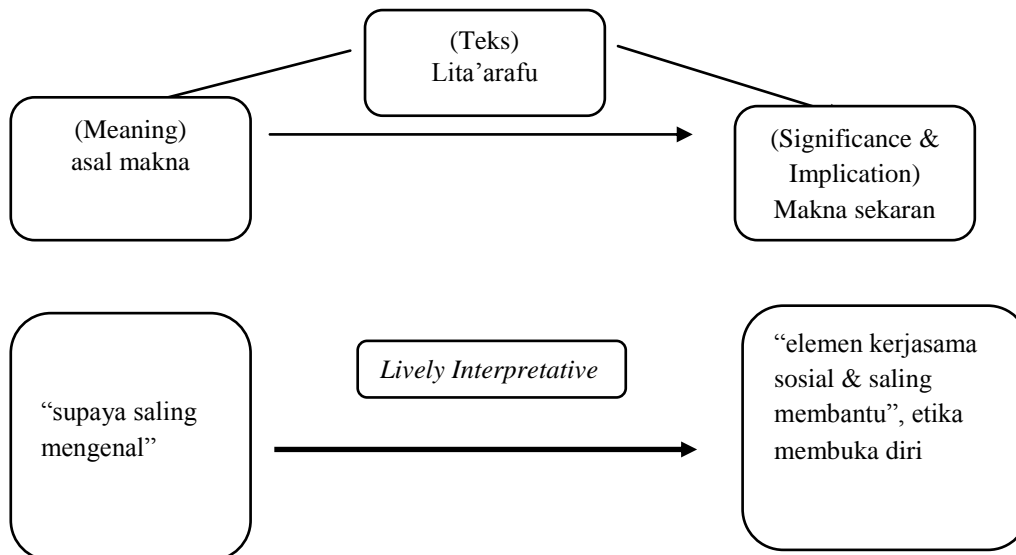 (Teks)
Lita’arafu
(Meaning)
asal makna
(Significance &
Implication)
Makna sekaran
“supaya saling
mengenal”
Lively Interpretative
“elemen kerjasama
sosial & saling
membantu”, etika
membuka diri